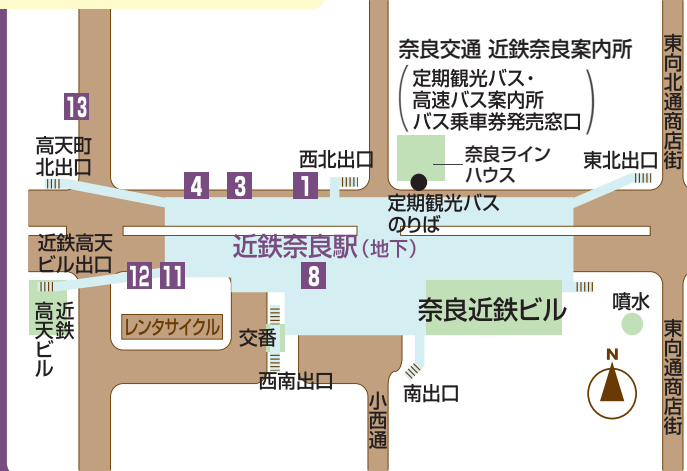 奈良交通 近鉄奈良案内所
定期観光バス・
高速バス案内所
バス乗車券発売窓口
東向北通商店街
13
高天町
北出口
西北出口
奈良ライン
ハウス
東北出口
4
3
1
定期観光バス
のりば
近鉄高天
ビル出口
近鉄奈良駅(地下)
12
11
8
近鉄
高天ビル
レンタサイクル
交番
奈良近鉄ビル
噴水
N
西南出口
南出口
小西通
東向通商店街